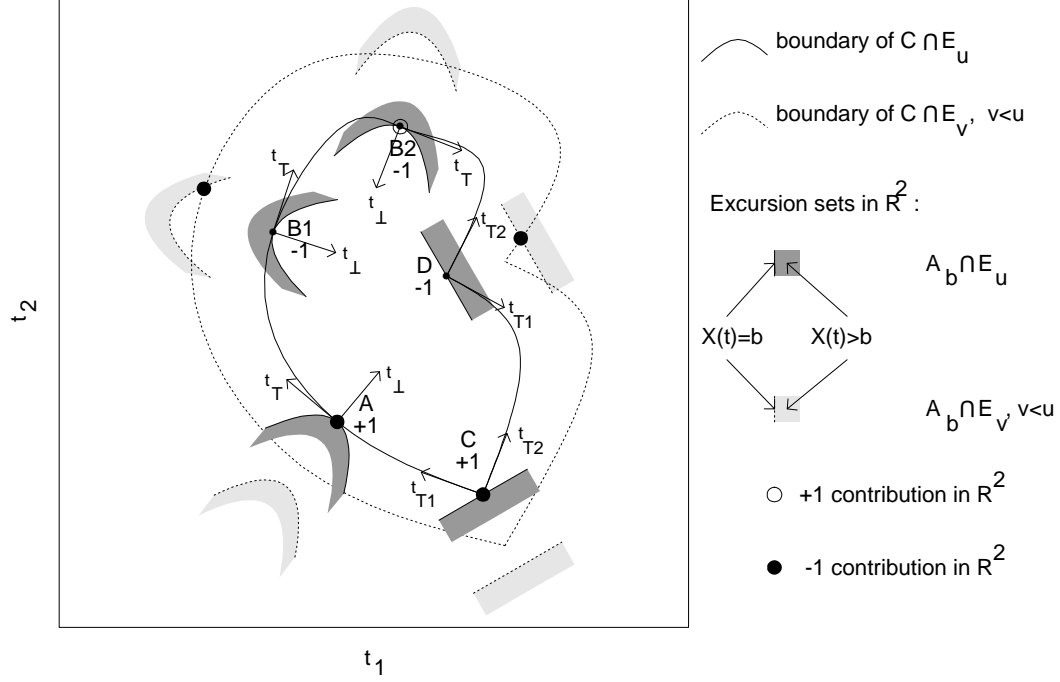 boundary of C ∩ E_u
boundary of C ∩ E_v, v<u
Excursion sets in R^2 :
A_b ∩ E_u
X(t)=b
X(t)>b
A_b ∩ E_v, v<u
+1 contribution in R^2
-1 contribution in R^2
B2
-1
t_⊥
t_T
t_T
B1
-1
t_⊥
t_T2
D
-1
t_T1
t_T
t_⊥
A
+1
C
+1
t_T2
t_T1
t_2
t_1